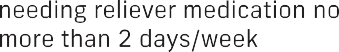 needing reliever medication no
more than 2 days/week